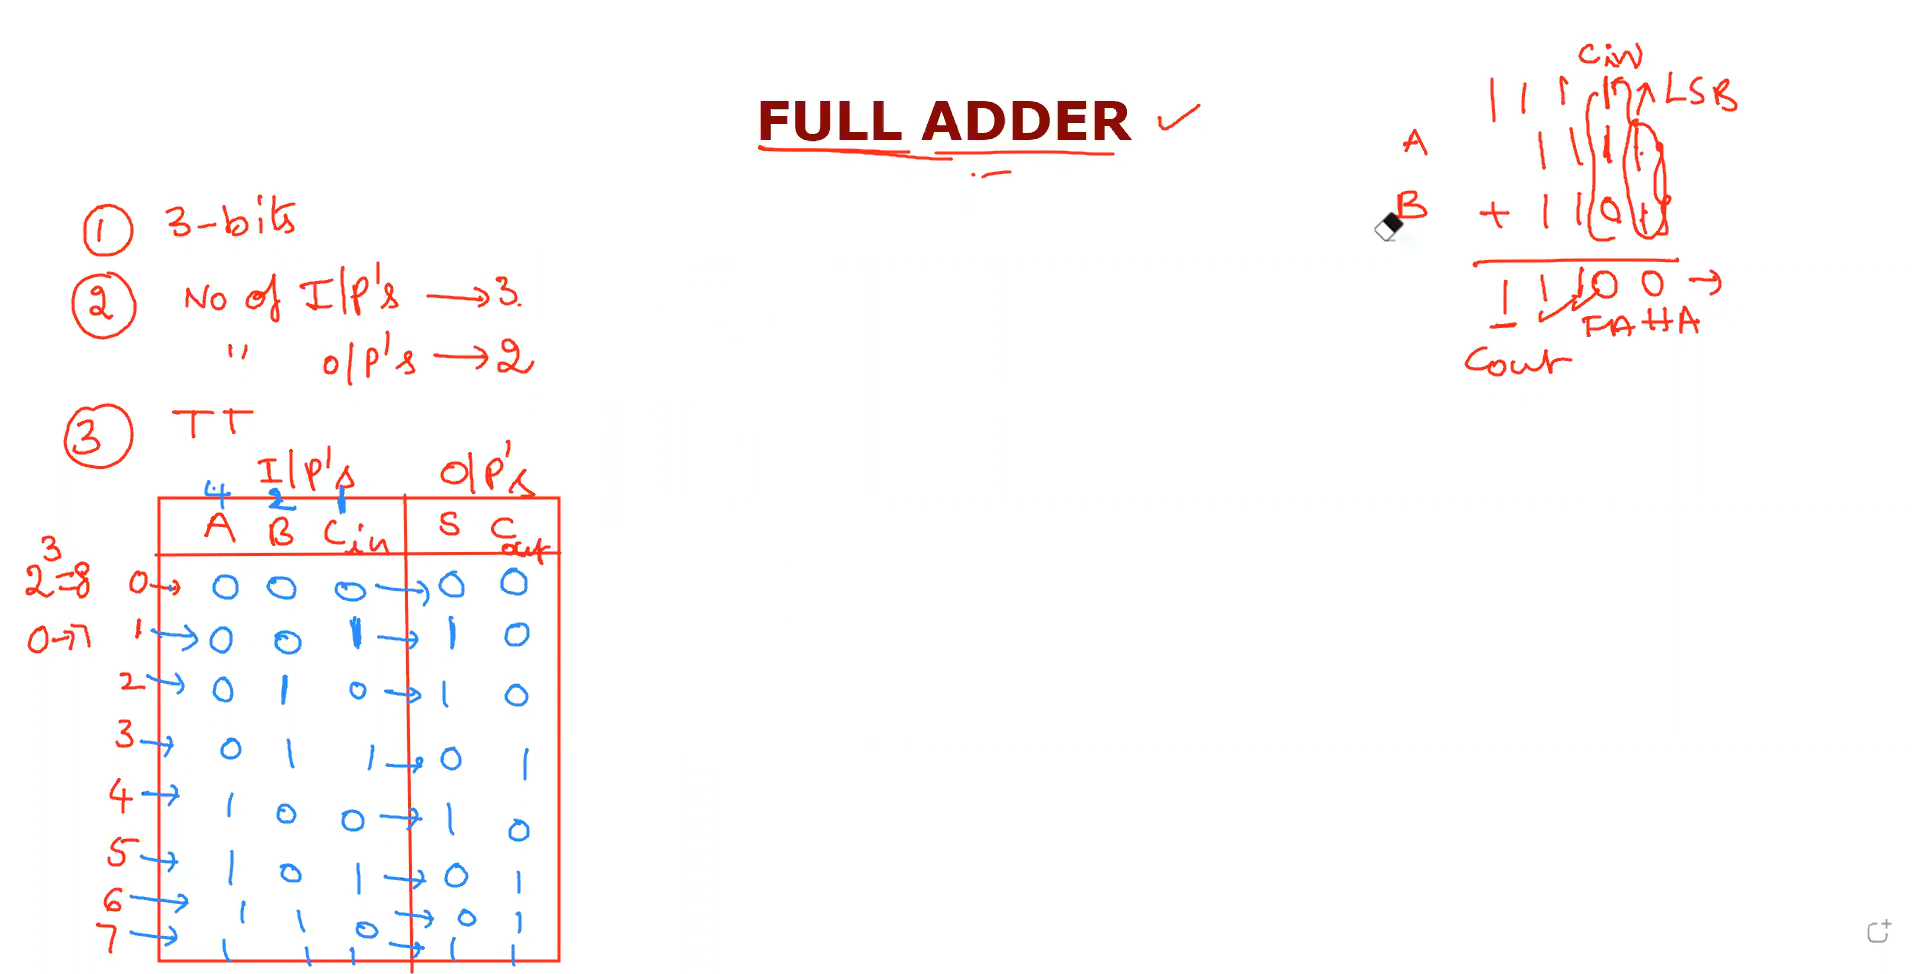 FULL ADDER
1 3-bits
2 No of I/P's → 3.
" O/P's → 2
3 TT
I/P's O/P's
4 2 1
A B Cin S Cout
2³=8 0→ 0 0 0 → 0 0
0→7 1→ 0 0 1 → 1 0
2→ 0 1 0 → 1 0
3→ 0 1 1 → 0 1
4→ 1 0 0 → 1 0
5→ 1 0 1 → 0 1
6→ 1 1 0 → 0 1
7→ 1 1 1 → 1 1
Cin
1 1 1 1 LSB
A 1 1 1 1
B + 1 1 0 1
1 1 1 0 0 →
FA HA
Cout